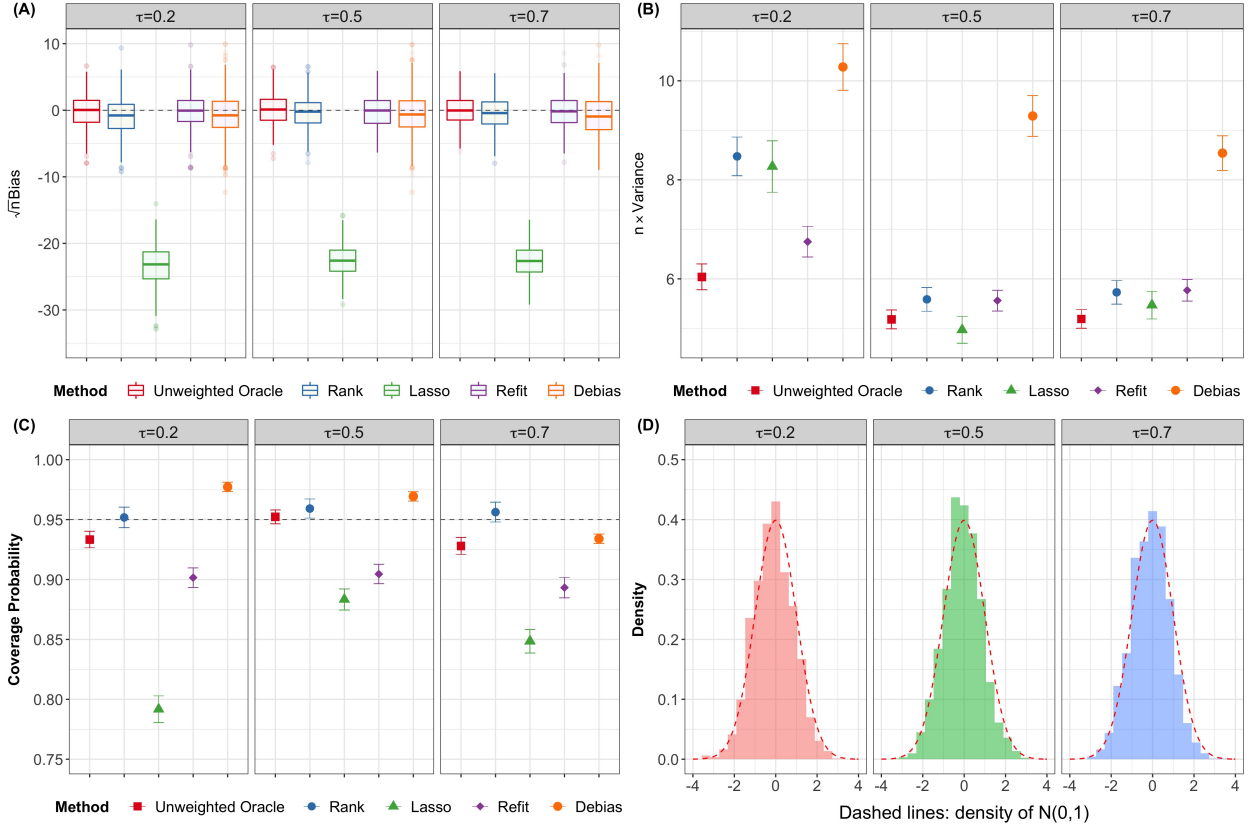 (A)
τ=0.2
τ=0.5
τ=0.7
10
0
-10
-20
-30
√nBias
Method Unweighted Oracle Rank Lasso Refit Debias
(B)
τ=0.2
τ=0.5
τ=0.7
10
8
6
n × Variance
Method Unweighted Oracle Rank Lasso Refit Debias
(C)
τ=0.2
τ=0.5
τ=0.7
1.00
0.95
0.90
0.85
0.80
0.75
Coverage Probability
Method Unweighted Oracle Rank Lasso Refit Debias
(D)
τ=0.2
τ=0.5
τ=0.7
0.5
0.4
0.3
0.2
0.1
0.0
Density
-4 -2 0 2 4
-4 -2 0 2 4
-4 -2 0 2 4
Dashed lines: density of N(0,1)